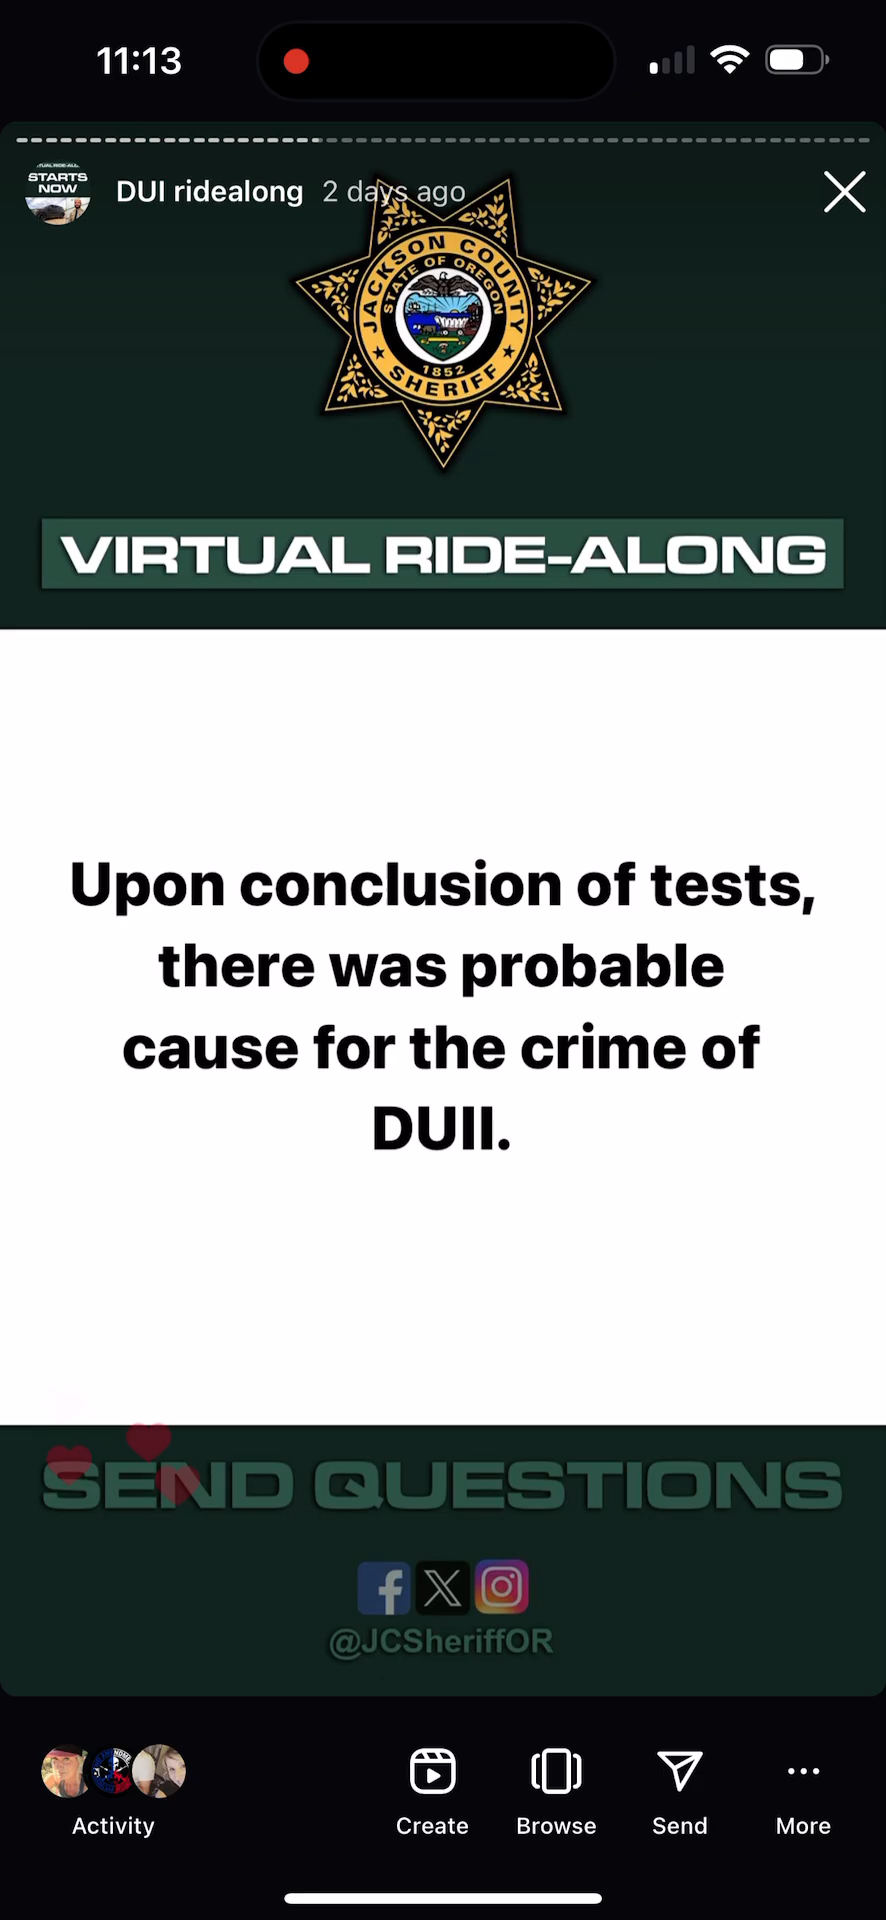 11:13
STARTS
NOW
DUI ridealong 2 days ago
JACKSON COUNTY
STATE OF OREGON
1852
SHERIFF
VIRTUAL RIDE-ALONG
Upon conclusion of tests,
there was probable
cause for the crime of
DUII.
SEND QUESTIONS
@JCSheriffOR
Activity
Create
Browse
Send
More